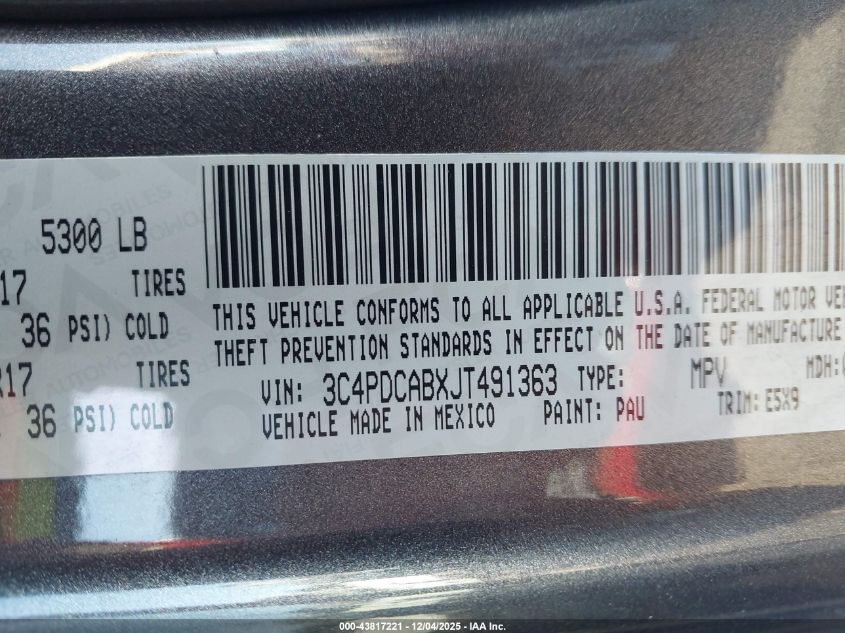 5300 LB
17 TIRES
36 PSI) COLD
R17 TIRES
36 PSI) COLD
THIS VEHICLE CONFORMS TO ALL APPLICABLE U.S.A. FEDERAL MOTOR VEH
THEFT PREVENTION STANDARDS IN EFFECT ON THE DATE OF MANUFACTURE
VIN: 3C4PDCABXJT491363 TYPE: MPV MDH:
VEHICLE MADE IN MEXICO PAINT: PAU TRIM: E5X9
000-43817221 - 12/04/2025 - IAA Inc.